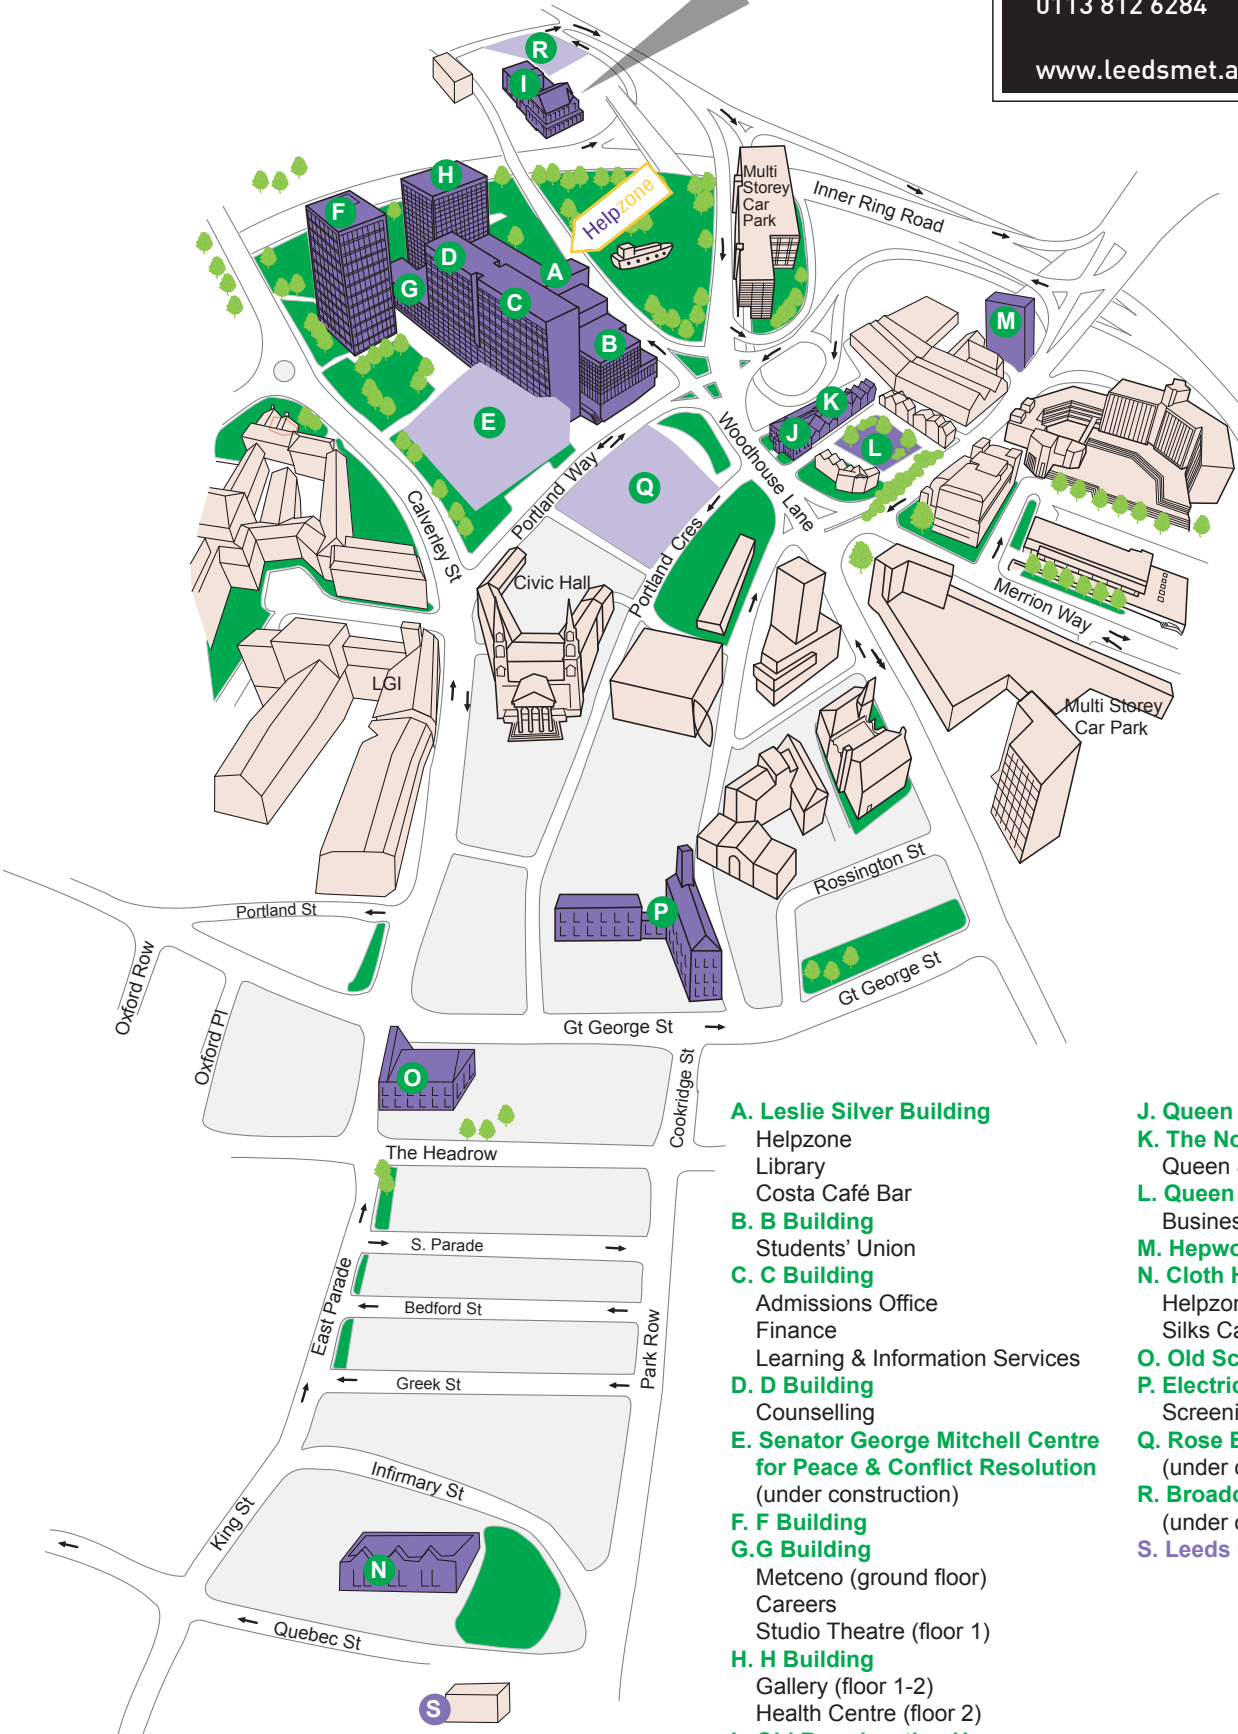 0113 812 6284
www.leedsmet.a
R
I
H
F
Multi
Storey
Car
Park
Inner Ring Road
Helpzone
D
A
G
C
B
M
K
J
L
E
Q
Woodhouse Lane
Portland Way
Calverley St
Portland Cres
Civic Hall
Merrion Way
LGI
Multi Storey
Car Park
Rossington St
Portland St
P
Oxford Row
Gt George St
Gt George St
Oxford Pl
Cookridge St
O
The Headrow
S. Parade
East Parade
Bedford St
Park Row
Greek St
Infirmary St
King St
N
Quebec St
S
A. Leslie Silver Building
Helpzone
Library
Costa Café Bar
B. B Building
Students' Union
C. C Building
Admissions Office
Finance
Learning & Information Services
D. D Building
Counselling
E. Senator George Mitchell Centre
for Peace & Conflict Resolution
(under construction)
F. F Building
G.G Building
Metceno (ground floor)
Careers
Studio Theatre (floor 1)
H. H Building
Gallery (floor 1-2)
Health Centre (floor 2)
J. Queen
K. The No
Queen
L. Queen
Busines
M. Hepwo
N. Cloth H
Helpzon
Silks Ca
O. Old Sc
P. Electric
Screeni
Q. Rose B
(under c
R. Broadc
(under c
S. Leeds